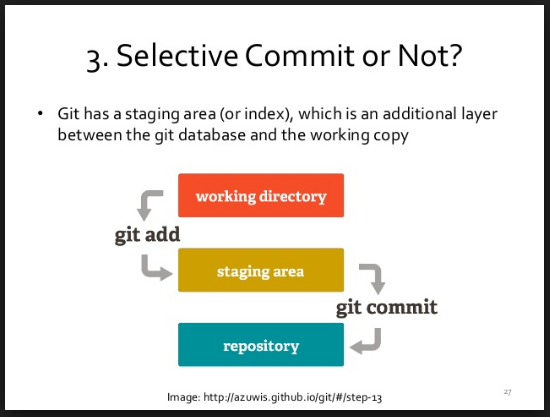 3. Selective Commit or Not?
• Git has a staging area (or index), which is an additional layer
between the git database and the working copy
working directory
git add
staging area
git commit
repository
Image: http://azuwis.github.io/git/#/step-13
27